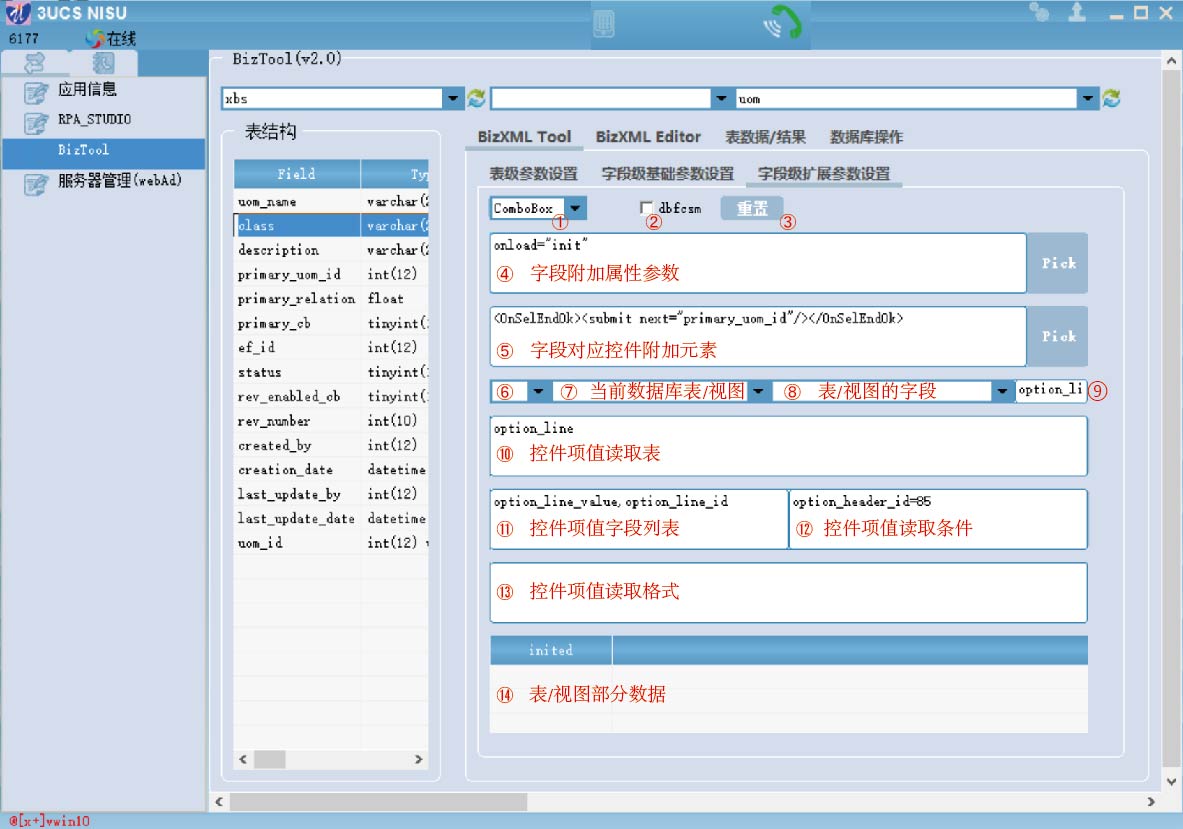 3UCS NISU
6177 在线
应用信息
RPA_STUDIO
BizTool
服务器管理(webAd)
BizTool(v2.0)
xbs
uom
表结构
Field Ty
uom_name varchar(2
class varchar(2
description varchar(2
primary_uom_id int(12)
primary_relation float
primary_cb tinyint(1
ef_id int(12)
status tinyint(1
rev_enabled_cb tinyint(1
rev_number int(10)
created_by int(12)
creation_date datetime
last_update_by int(12)
last_update_date datetime
uom_id int(12)
BizXML Tool BizXML Editor 表数据/结果 数据库操作
表级参数设置 字段级基础参数设置 字段级扩展参数设置
ComboBox dbfcsm 重置
① ② ③
onload="init"
④ 字段附加属性参数
Pick
<OnSelEndOk><submit next="primary_uom_id"/></OnSelEndOk>
⑤ 字段对应控件附加元素
Pick
⑥ ⑦ 当前数据库表/视图 ⑧ 表/视图的字段 option_li ⑨
option_line
⑩ 控件项值读取表
option_line_value,option_line_id
⑪ 控件项值字段列表
option_header_id=85
⑫ 控件项值读取条件
⑬ 控件项值读取格式
inited
⑭ 表/视图部分数据
@[x+]vwin10